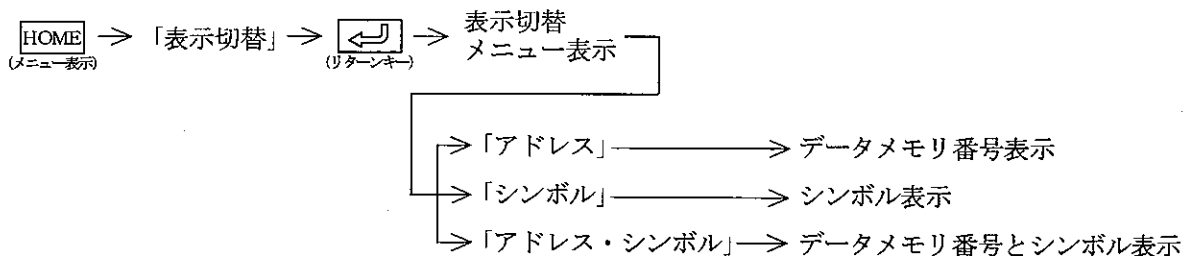 HOME → 「表示切替」 → → 表示切替
メニュー表示
(メニュー表示) (リターンキー)
「アドレス」 → データメモリ番号表示
「シンボル」 → シンボル表示
「アドレス・シンボル」 → データメモリ番号とシンボル表示